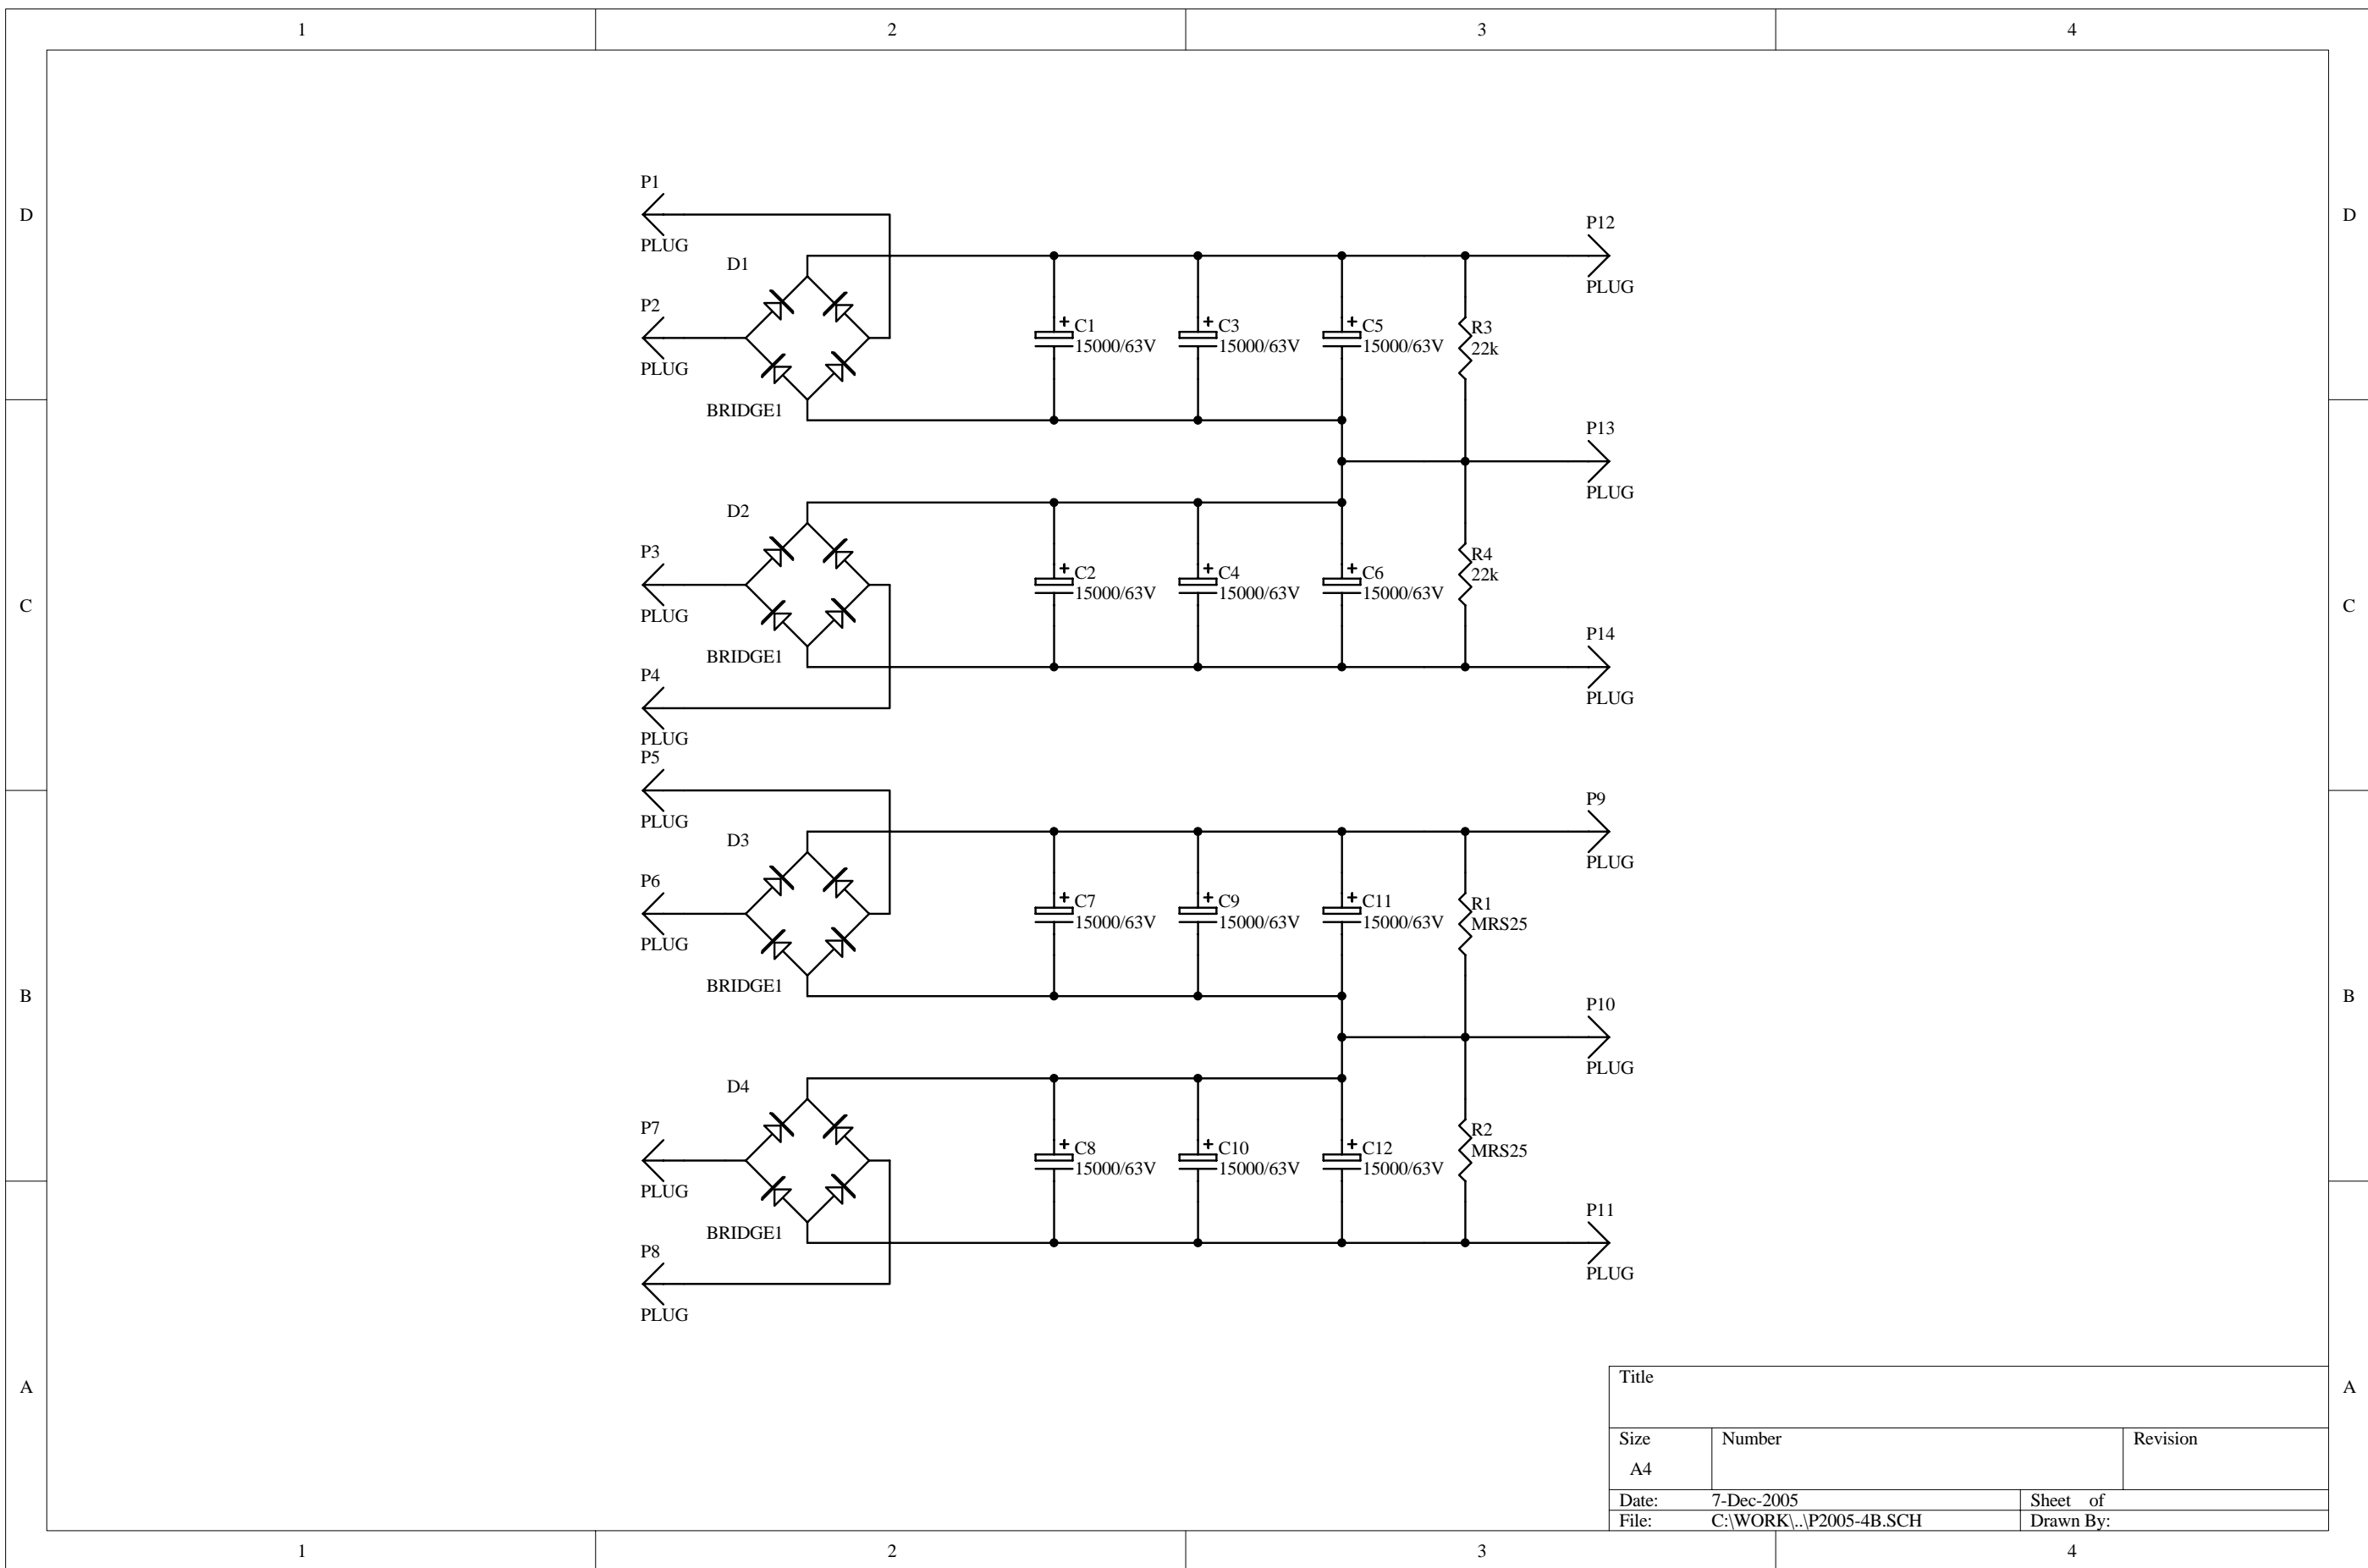 1 2 3 4
D D
P1
PLUG
P12
PLUG
D1
P2
PLUG
+ C1
15000/63V
+ C3
15000/63V
+ C5
15000/63V
R3
22k
BRIDGE1
P13
PLUG
D2
P3
PLUG
+ C2
15000/63V
+ C4
15000/63V
+ C6
15000/63V
R4
22k
C C
BRIDGE1
P14
PLUG
P4
PLUG
P5
PLUG
P9
PLUG
D3
P6
PLUG
+ C7
15000/63V
+ C9
15000/63V
+ C11
15000/63V
R1
MRS25
BRIDGE1
B B
P10
PLUG
D4
P7
PLUG
+ C8
15000/63V
+ C10
15000/63V
+ C12
15000/63V
R2
MRS25
BRIDGE1
P11
PLUG
P8
PLUG
A A
Title
Size Number Revision
A4
Date: 7-Dec-2005 Sheet of
File: C:\WORK\..\P2005-4B.SCH Drawn By:
1 2 3 4